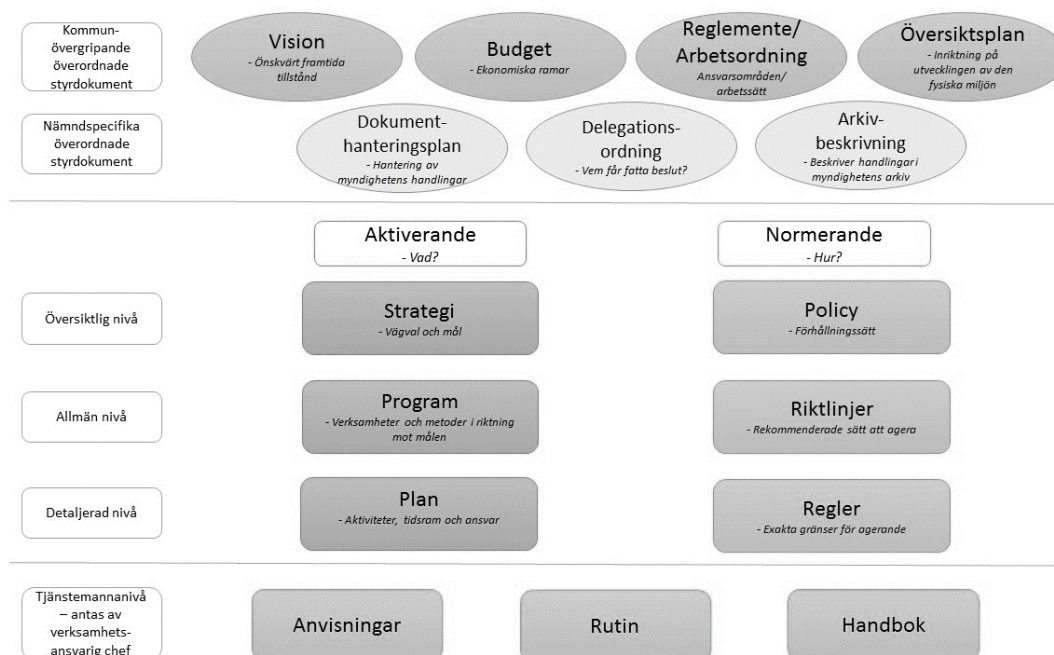 Kommun-
övergripande
överordnade
styrdokument
Vision
- Önskvärt framtida
tillstånd
Budget
- Ekonomiska ramar
Reglemente/
Arbetsordning
Ansvarsområden/
arbetssätt
Översiktsplan
- Inriktning på
utvecklingen av den
fysiska miljön
Nämndspecifika
överordnade
styrdokument
Dokument-
hanteringsplan
- Hantering av
myndighetens handlingar
Delegations-
ordning
- Vem får fatta beslut?
Arkiv-
beskrivning
- Beskriver handlingar i
myndighetens arkiv
Aktiverande
- Vad?
Normerande
- Hur?
Översiktlig nivå
Strategi
- Vägval och mål
Policy
- Förhållningssätt
Allmän nivå
Program
- Verksamheter och metoder i riktning
mot målen
Riktlinjer
- Rekommenderade sätt att agera
Detaljerad nivå
Plan
- Aktiviteter, tidsram och ansvar
Regler
- Exakta gränser för agerande
Tjänstemannanivå
– antas av
verksamhets-
ansvarig chef
Anvisningar
Rutin
Handbok